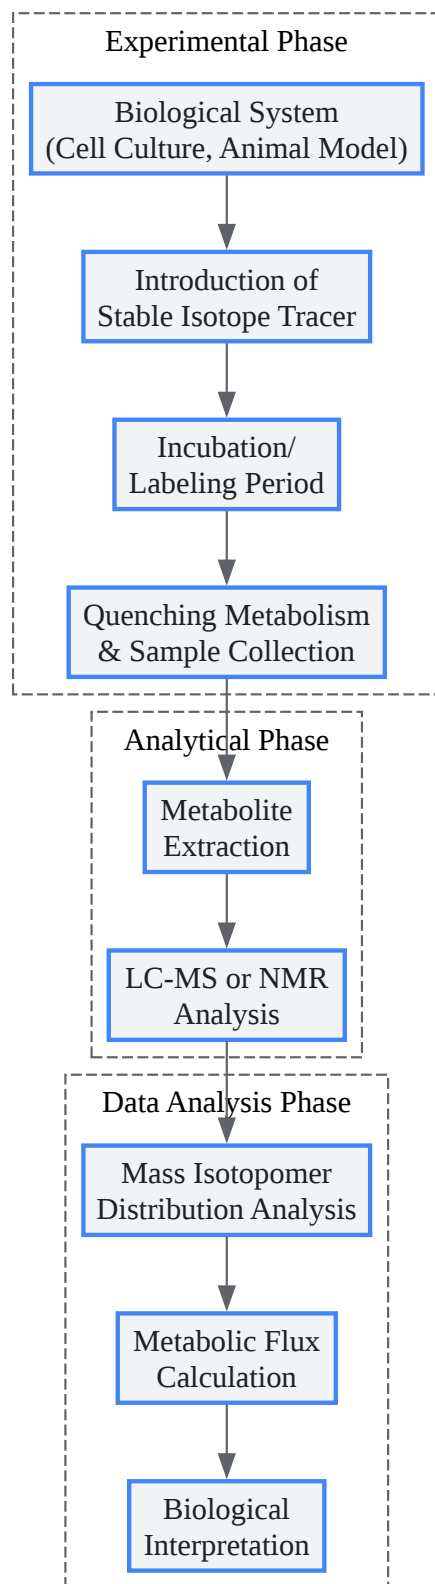 Experimental Phase
Biological System
(Cell Culture, Animal Model)
Introduction of
Stable Isotope Tracer
Incubation/
Labeling Period
Quenching Metabolism
& Sample Collection
Analytical Phase
Metabolite
Extraction
LC-MS or NMR
Analysis
Data Analysis Phase
Mass Isotopomer
Distribution Analysis
Metabolic Flux
Calculation
Biological
Interpretation